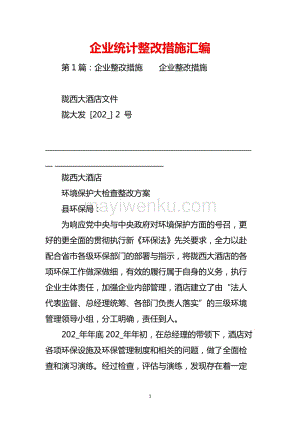 企业统计整改措施汇编
第1篇：企业整改措施 企业整改措施
陇西大酒店文件
陇大发 [202_] 2 号
陇西大酒店
环境保护大检查整改方案
县环保局：
为响应党中央与中央政府对环境保护方面的号召，更
好的更全面的贯彻执行新《环保法》先关要求，全力以赴
配合省市各级环保部门的部署与指示，将陇西大酒店的各
项环保工作做深做细，有效的履行属于自身的义务，执行
企业主体责任，加强企业内部管理，酒店建立了由“法人
代表监督、总经理统筹、各部门负责人落实”的三级环境
管理领导小组，分工明确，责任到人。
202_年年底 202_年年初，在总经理的带领下，酒店对
各项环保设施及环保管理制度和相关的问题，做了全面检
查和演习演练。经过检查，评估与演练，发现存在着一定
mayiwenku.com
1